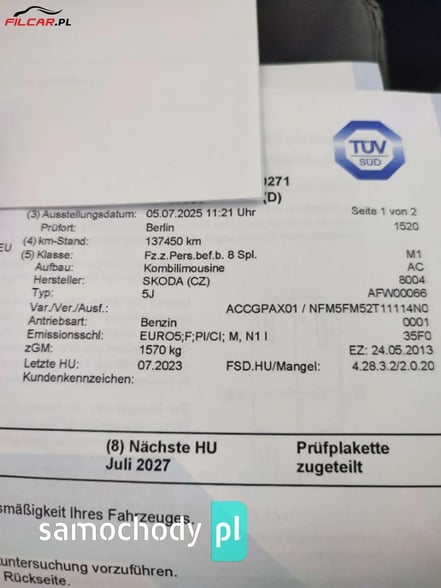 FILCAR.PL
TÜV
SÜD
0271
(D)
(3) Ausstellungsdatum: 05.07.2025 11:21 Uhr Seite 1 von 2
Prüfort: Berlin 1520
EU (4) km-Stand: 137450 km
(5) Klasse: Fz.z.Pers.bef.b. 8 Spl. M1
Aufbau: Kombilimousine AC
Hersteller: SKODA (CZ) 8004
Typ: 5J AFW00066
Var./Ver./Ausf.: ACCGPAX01 / NFM5FM52T11114N0
Antriebsart: Benzin 0001
Emissionsschl: EURO5;F;PI/CI; M, N1 I 35F0
zGM: 1570 kg EZ: 24.05.2013
Letzte HU: 07.2023 FSD.HU/Mangel: 4.28.3.2/2.0.20
Kundenkennzeichen:
(8) Nächste HU Prüfplakette
Juli 2027 zugeteilt
smäßigkeit Ihres Fahrzeuges.
samochody pl
untersuchung vorzuführen.
Rückseite.